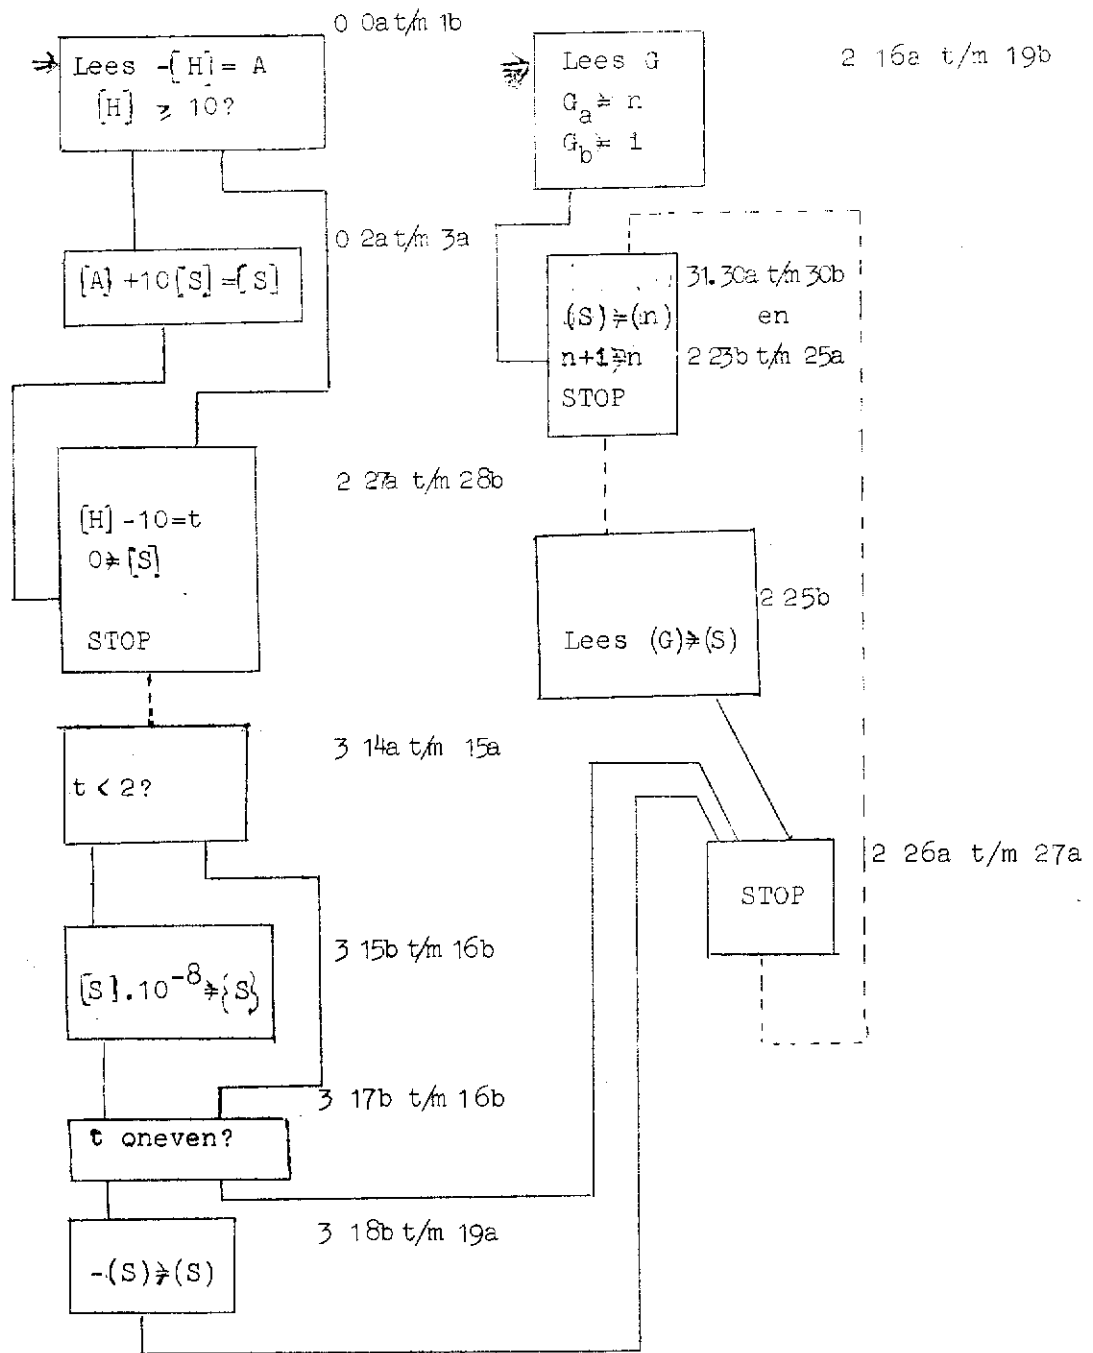 0 0a t/m 1b
Lees -[H]= A
[H] ⩾ 10?
Lees G
G_a ≯ n
G_b ≯ 1
2 16a t/m 19b
0 2a t/m 3a
[A] +10[S]=[S]
31.30a t/m 30b
(S)≯(n)
en
n+1≯n
2 23b t/m 25a
STOP
2 27a t/m 28b
[H] -10=t
0≯[S]
STOP
2 25b
Lees (G)≯(S)
3 14a t/m 15a
t < 2?
2 26a t/m 27a
STOP
3 15b t/m 16b
[S].10^-8≯{S}
3 17b t/m 16b
t oneven?
3 18b t/m 19a
-(S)≯(S)